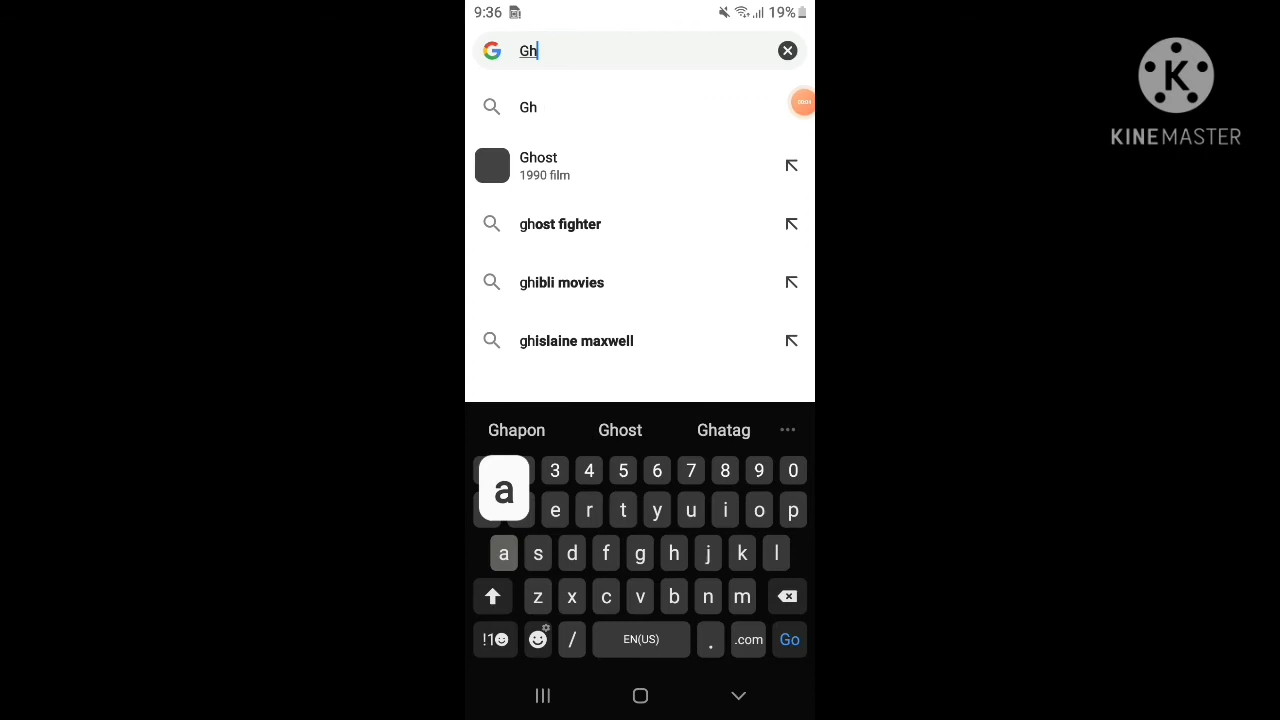 9:36
19%
Gh
Gh
Ghost
1990 film
ghost fighter
ghibli movies
ghislaine maxwell
Ghapon Ghost Ghatag
a
3 4 5 6 7 8 9 0
e r t y u i o p
a s d f g h j k l
z x c v b n m
!1 / EN(US) . .com Go
K
KINEMASTER